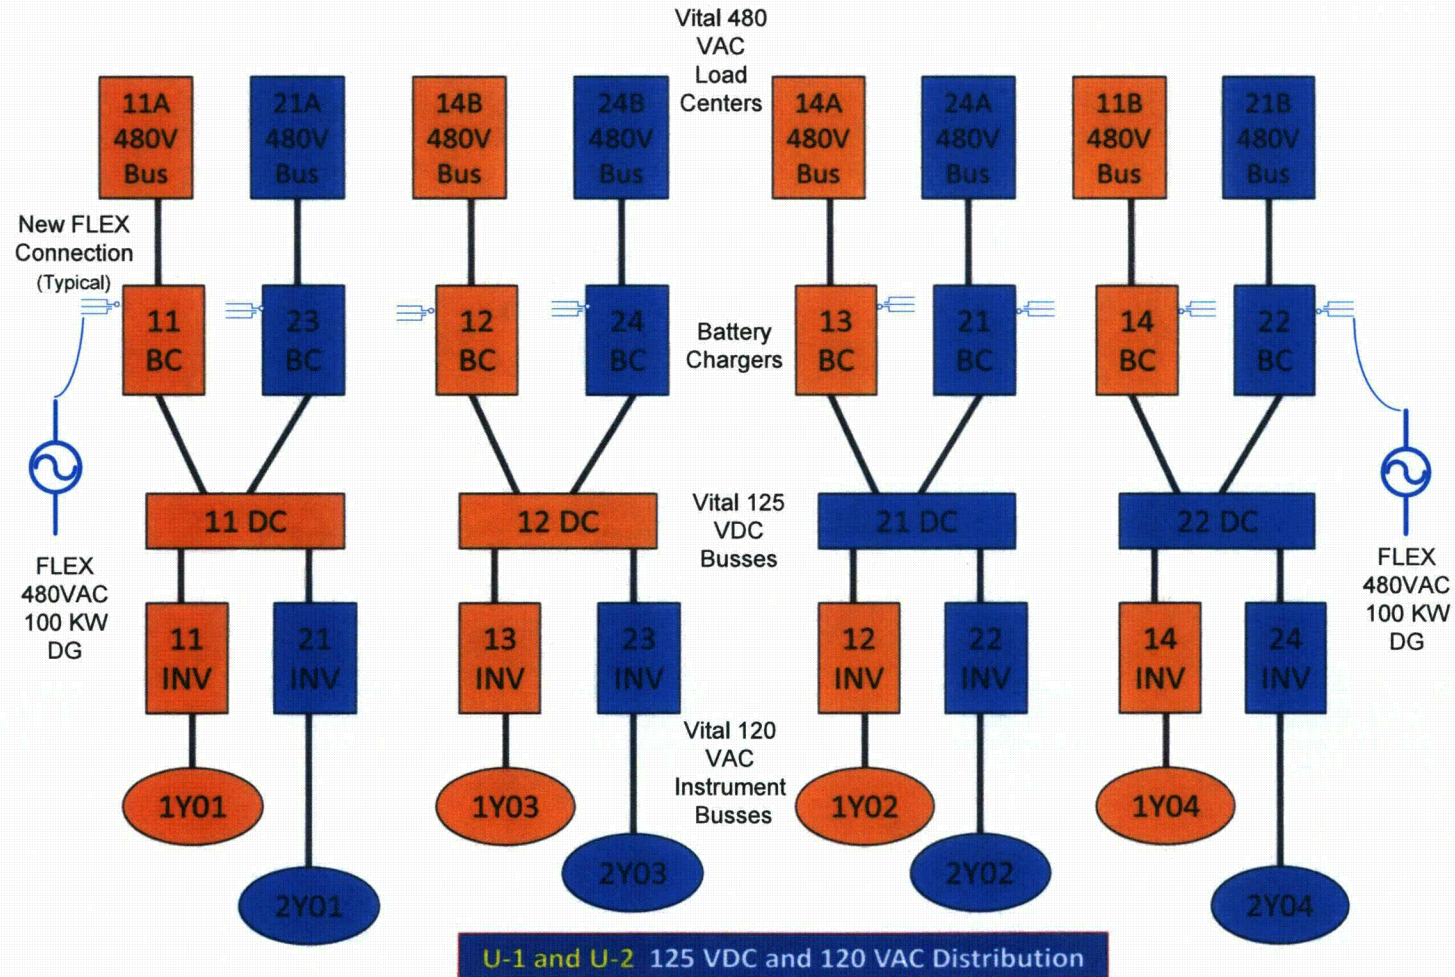 Vital 480
VAC
Load
Centers
11A
480V
Bus
21A
480V
Bus
14B
480V
Bus
24B
480V
Bus
14A
480V
Bus
24A
480V
Bus
11B
480V
Bus
21B
480V
Bus
New FLEX
Connection
(Typical)
11
BC
23
BC
12
BC
24
BC
Battery
Chargers
13
BC
21
BC
14
BC
22
BC
11 DC
12 DC
Vital 125
VDC
Busses
21 DC
22 DC
FLEX
480VAC
100 KW
DG
FLEX
480VAC
100 KW
DG
11
INV
21
INV
13
INV
23
INV
12
INV
22
INV
14
INV
24
INV
Vital 120
VAC
Instrument
Busses
1Y01
1Y03
1Y02
1Y04
2Y01
2Y03
2Y02
2Y04
U-1 and U-2 125 VDC and 120 VAC Distribution